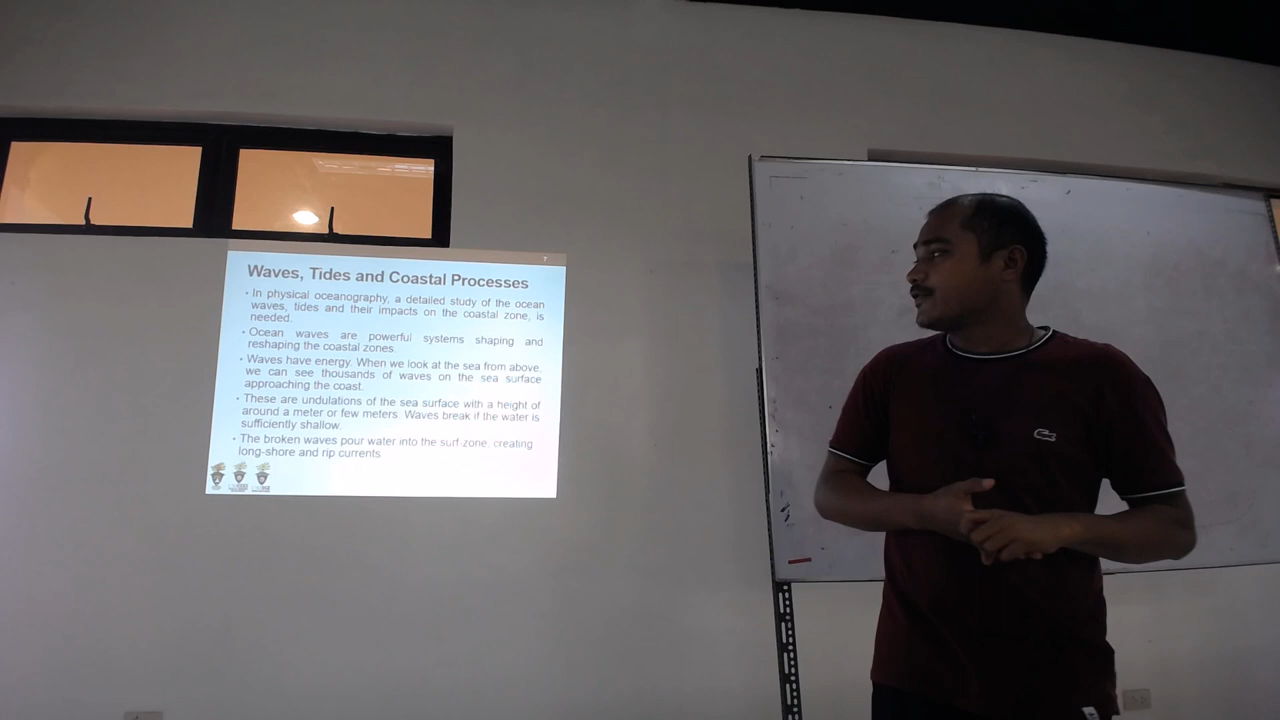 7
Waves, Tides and Coastal Processes
• In physical oceanography, a detailed study of the ocean
waves, tides and their impacts on the coastal zone, is
needed.
• Ocean waves are powerful systems shaping and
reshaping the coastal zones.
• Waves have energy. When we look at the sea from above,
we can see thousands of waves on the sea surface
approaching the coast.
• These are undulations of the sea surface with a height of
around a meter or few meters. Waves break if the water is
sufficiently shallow.
• The broken waves pour water into the surf-zone, creating
long-shore and rip currents